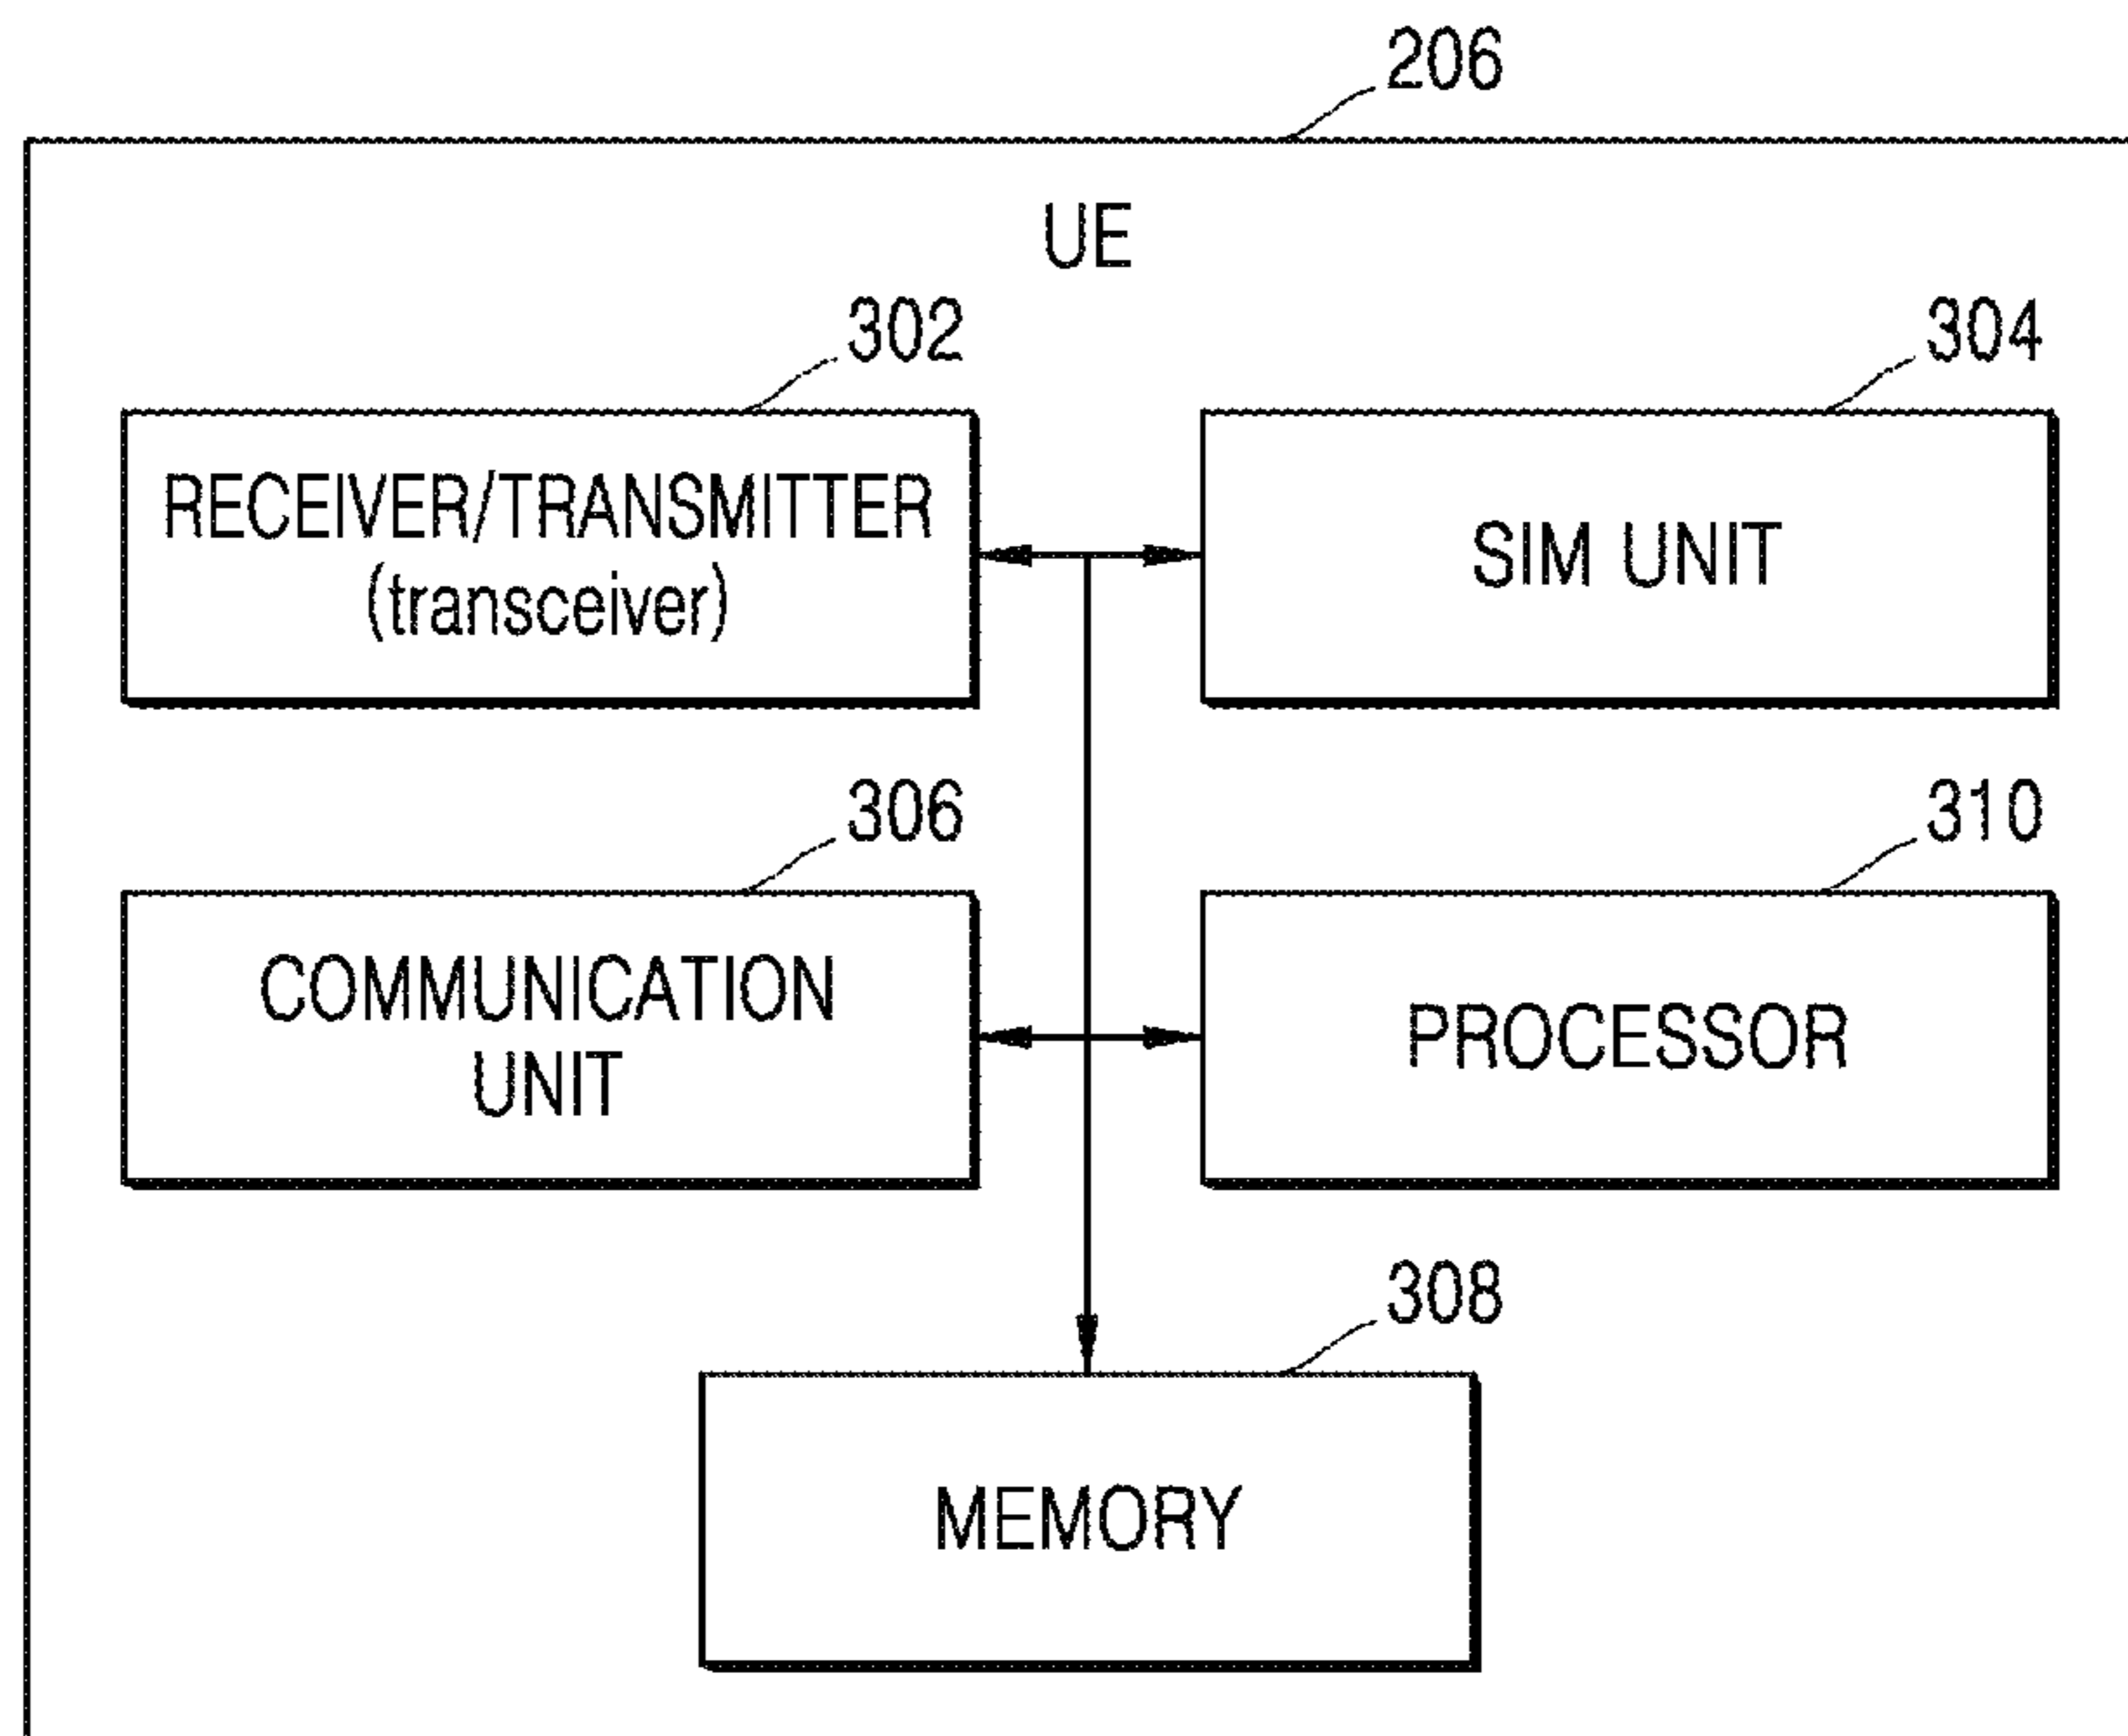 206
UE
302
304
RECEIVER/TRANSMITTER
(transceiver)
SIM UNIT
306
310
COMMUNICATION
UNIT
PROCESSOR
308
MEMORY